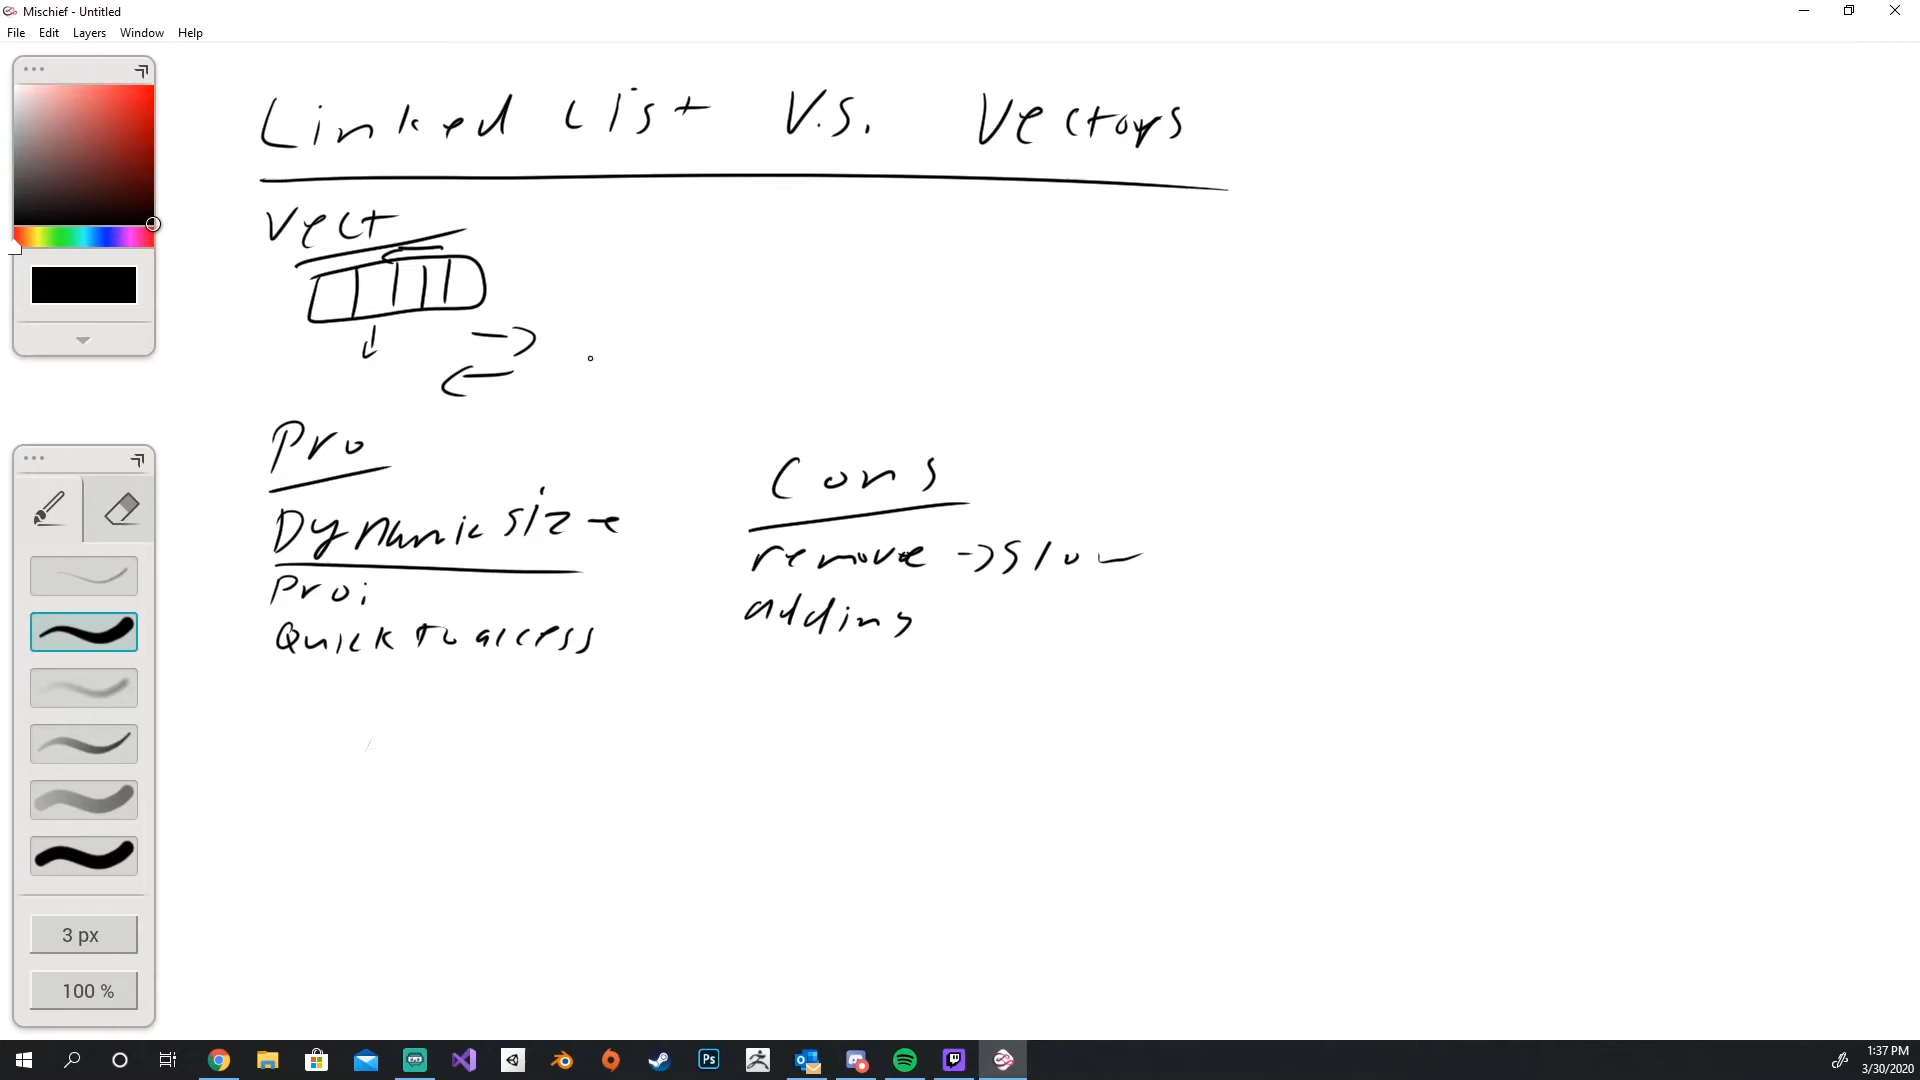 Mischief - Untitled
File Edit Layers Window Help
Linked List V.S. Vectors
Vect
Pro
Dynamic size
Pro:
Quick to access
Cons
remove -> Slow
adding
3 px
100 %
Ps
1:37 PM
3/30/2020